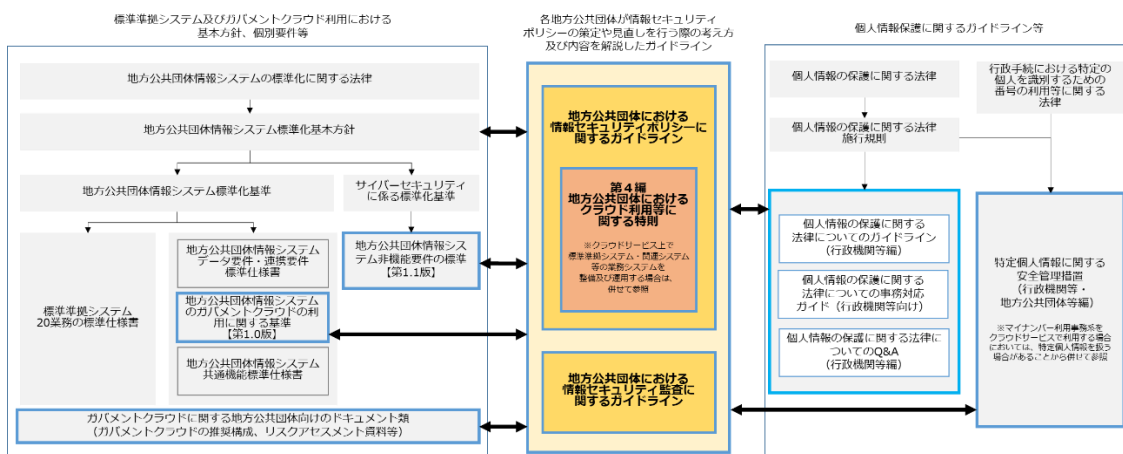 標準準拠システム及びガバメントクラウド利用における
基本方針、個別要件等
地方公共団体情報システムの標準化に関する法律
地方公共団体情報システム標準化基本方針
地方公共団体情報システム標準化基準
サイバーセキュリティ
に係る標準化基準
標準準拠システム
20業務の標準仕様書
地方公共団体情報システム
データ要件・連携要件
標準仕様書
地方公共団体情報システム
のガバメントクラウドの利
用に関する基準
【第1.0版】
地方公共団体情報システム
共通機能標準仕様書
地方公共団体情報シス
テム非機能要件の標準
【第1.1版】
ガバメントクラウドに関する地方公共団体向けのドキュメント類
(ガバメントクラウドの推奨構成、リスクアセスメント資料等)
各地方公共団体が情報セキュリティ
ポリシーの策定や見直しを行う際の考え方
及び内容を解説したガイドライン
地方公共団体における
情報セキュリティポリシーに
関するガイドライン
第4編
地方公共団体における
クラウド利用等に
関する特則
※クラウドサービス上で
標準準拠システム・関連システム
等の業務システムを
整備及び運用する場合は、
併せて参照
地方公共団体における
情報セキュリティ監査に
関するガイドライン
個人情報保護に関するガイドライン等
個人情報の保護に関する法律
個人情報の保護に関する法律
施行規則
行政手続における特定の
個人を識別するための
番号の利用等に関する
法律
個人情報の保護に関する
法律についてのガイドライン
(行政機関等編)
個人情報の保護に関する
法律についての事務対応
ガイド(行政機関等向け)
個人情報の保護に関する法律に
ついてのQ&A
(行政機関等編)
特定個人情報に関する
安全管理措置
(行政機関等・
地方公共団体等編)
※マイナンバー利用事務系を
クラウドサービスで利用する場合
においては、特定個人情報を扱う
場合があることから併せて参照